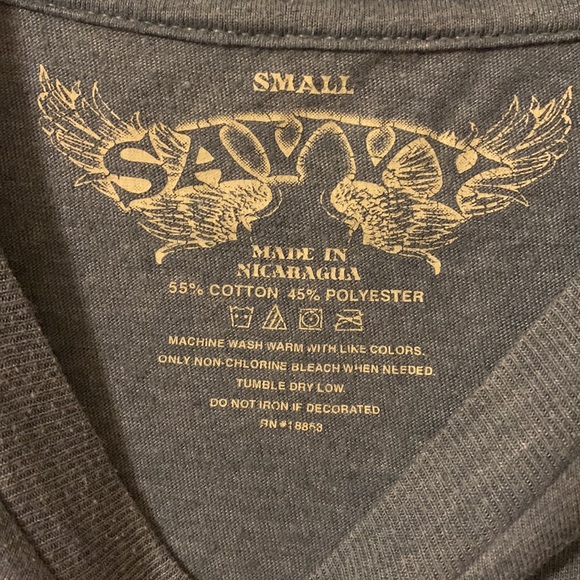 SMALL
SAVVY
MADE IN
NICARAGUA
55% COTTON 45% POLYESTER
MACHINE WASH WARM WITH LIKE COLORS.
ONLY NON-CHLORINE BLEACH WHEN NEEDED.
TUMBLE DRY LOW.
DO NOT IRON IF DECORATED
RN #18853